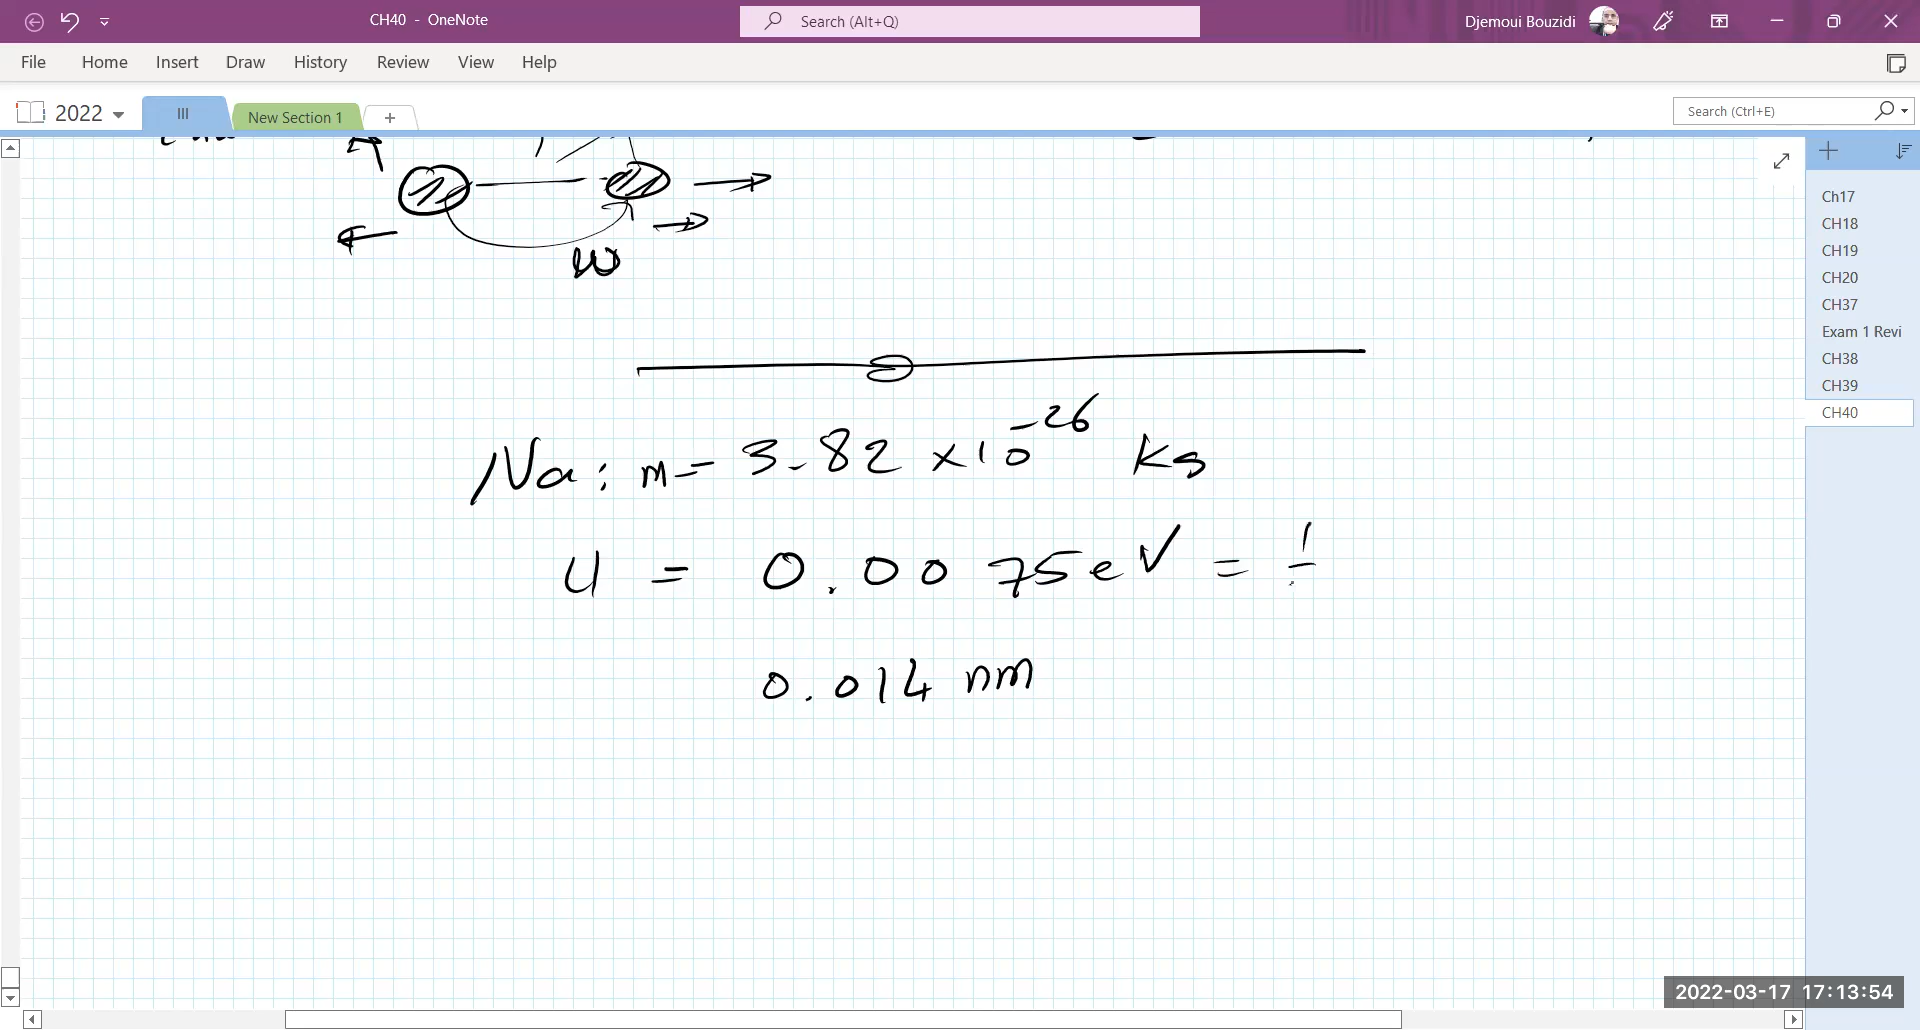 CH40 - OneNote
Search (Alt+Q)
Djemoui Bouzidi
File Home Insert Draw History Review View Help
2022
III
New Section 1
+
Search (Ctrl+E)
Ch17
CH18
CH19
CH20
CH37
Exam 1 Revi
CH38
CH39
CH40
W
Na: m = 3.82 × 10^-26 kg
U = 0.0075 eV = 1
0.014 nm
2022-03-17 17:13:54